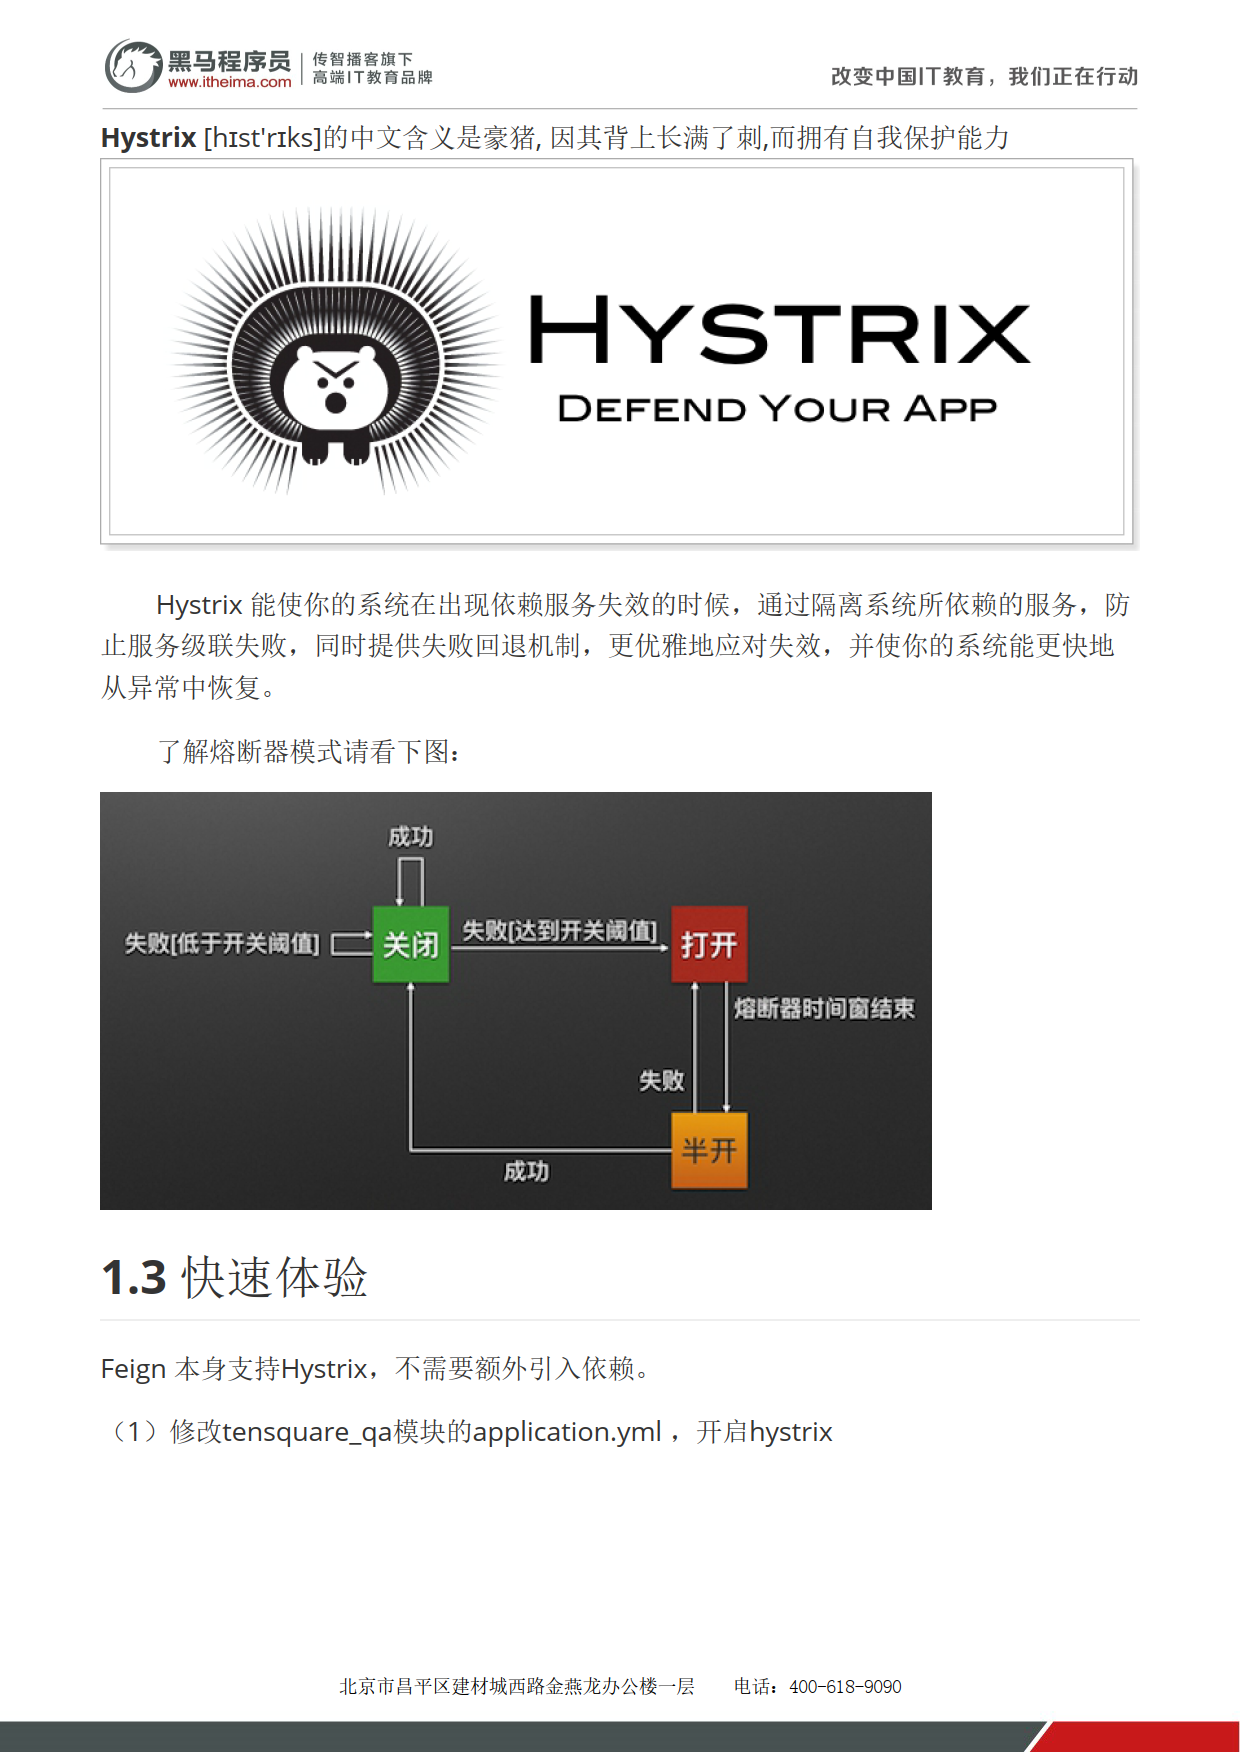 黑马程序员
www.itheima.com
传智播客旗下
高端IT教育品牌
改变中国IT教育，我们正在行动
Hystrix [hɪst'rɪks]的中文含义是豪猪, 因其背上长满了刺,而拥有自我保护能力
HYSTRIX
DEFEND YOUR APP
Hystrix 能使你的系统在出现依赖服务失效的时候，通过隔离系统所依赖的服务，防
止服务级联失败，同时提供失败回退机制，更优雅地应对失效，并使你的系统能更快地
从异常中恢复。
了解熔断器模式请看下图：
成功
失败[低于开关阈值]
关闭
失败[达到开关阈值]
打开
熔断器时间窗结束
失败
半开
成功
1.3 快速体验
Feign 本身支持Hystrix，不需要额外引入依赖。
（1）修改tensquare_qa模块的application.yml ，开启hystrix
北京市昌平区建材城西路金燕龙办公楼一层 电话：400-618-9090